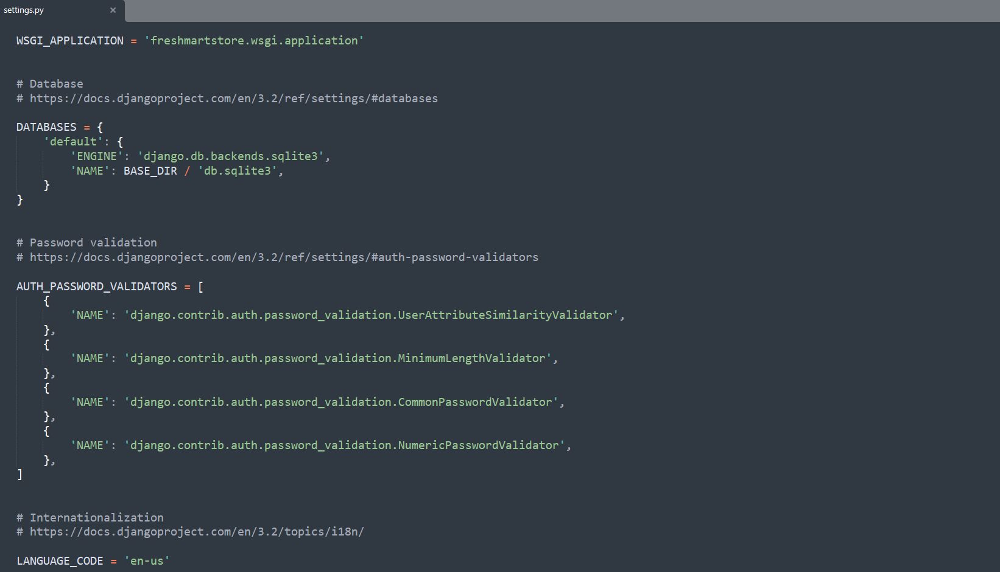 settings.py ×
WSGI_APPLICATION = 'freshmartstore.wsgi.application'
# Database
# https://docs.djangoproject.com/en/3.2/ref/settings/#databases
DATABASES = {
    'default': {
        'ENGINE': 'django.db.backends.sqlite3',
        'NAME': BASE_DIR / 'db.sqlite3',
    }
}
# Password validation
# https://docs.djangoproject.com/en/3.2/ref/settings/#auth-password-validators
AUTH_PASSWORD_VALIDATORS = [
    {
        'NAME': 'django.contrib.auth.password_validation.UserAttributeSimilarityValidator',
    },
    {
        'NAME': 'django.contrib.auth.password_validation.MinimumLengthValidator',
    },
    {
        'NAME': 'django.contrib.auth.password_validation.CommonPasswordValidator',
    },
    {
        'NAME': 'django.contrib.auth.password_validation.NumericPasswordValidator',
    },
]
# Internationalization
# https://docs.djangoproject.com/en/3.2/topics/i18n/
LANGUAGE_CODE = 'en-us'